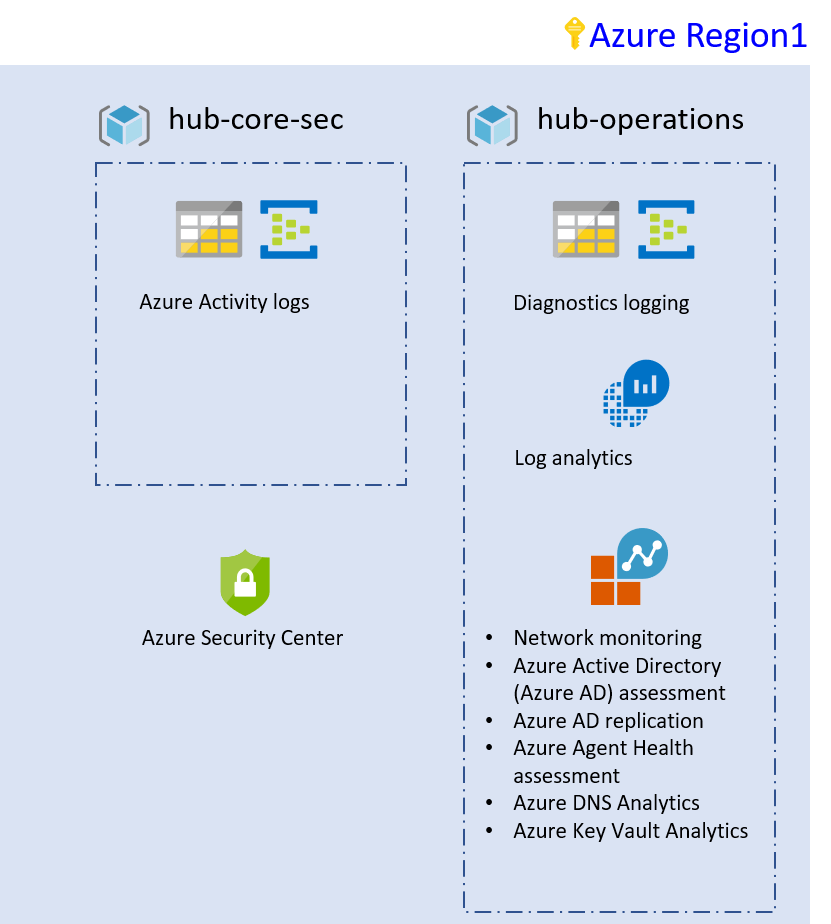 Azure Region1
hub-core-sec
Azure Activity logs
Azure Security Center
hub-operations
Diagnostics logging
Log analytics
• Network monitoring
• Azure Active Directory
(Azure AD) assessment
• Azure AD replication
• Azure Agent Health
assessment
• Azure DNS Analytics
• Azure Key Vault Analytics